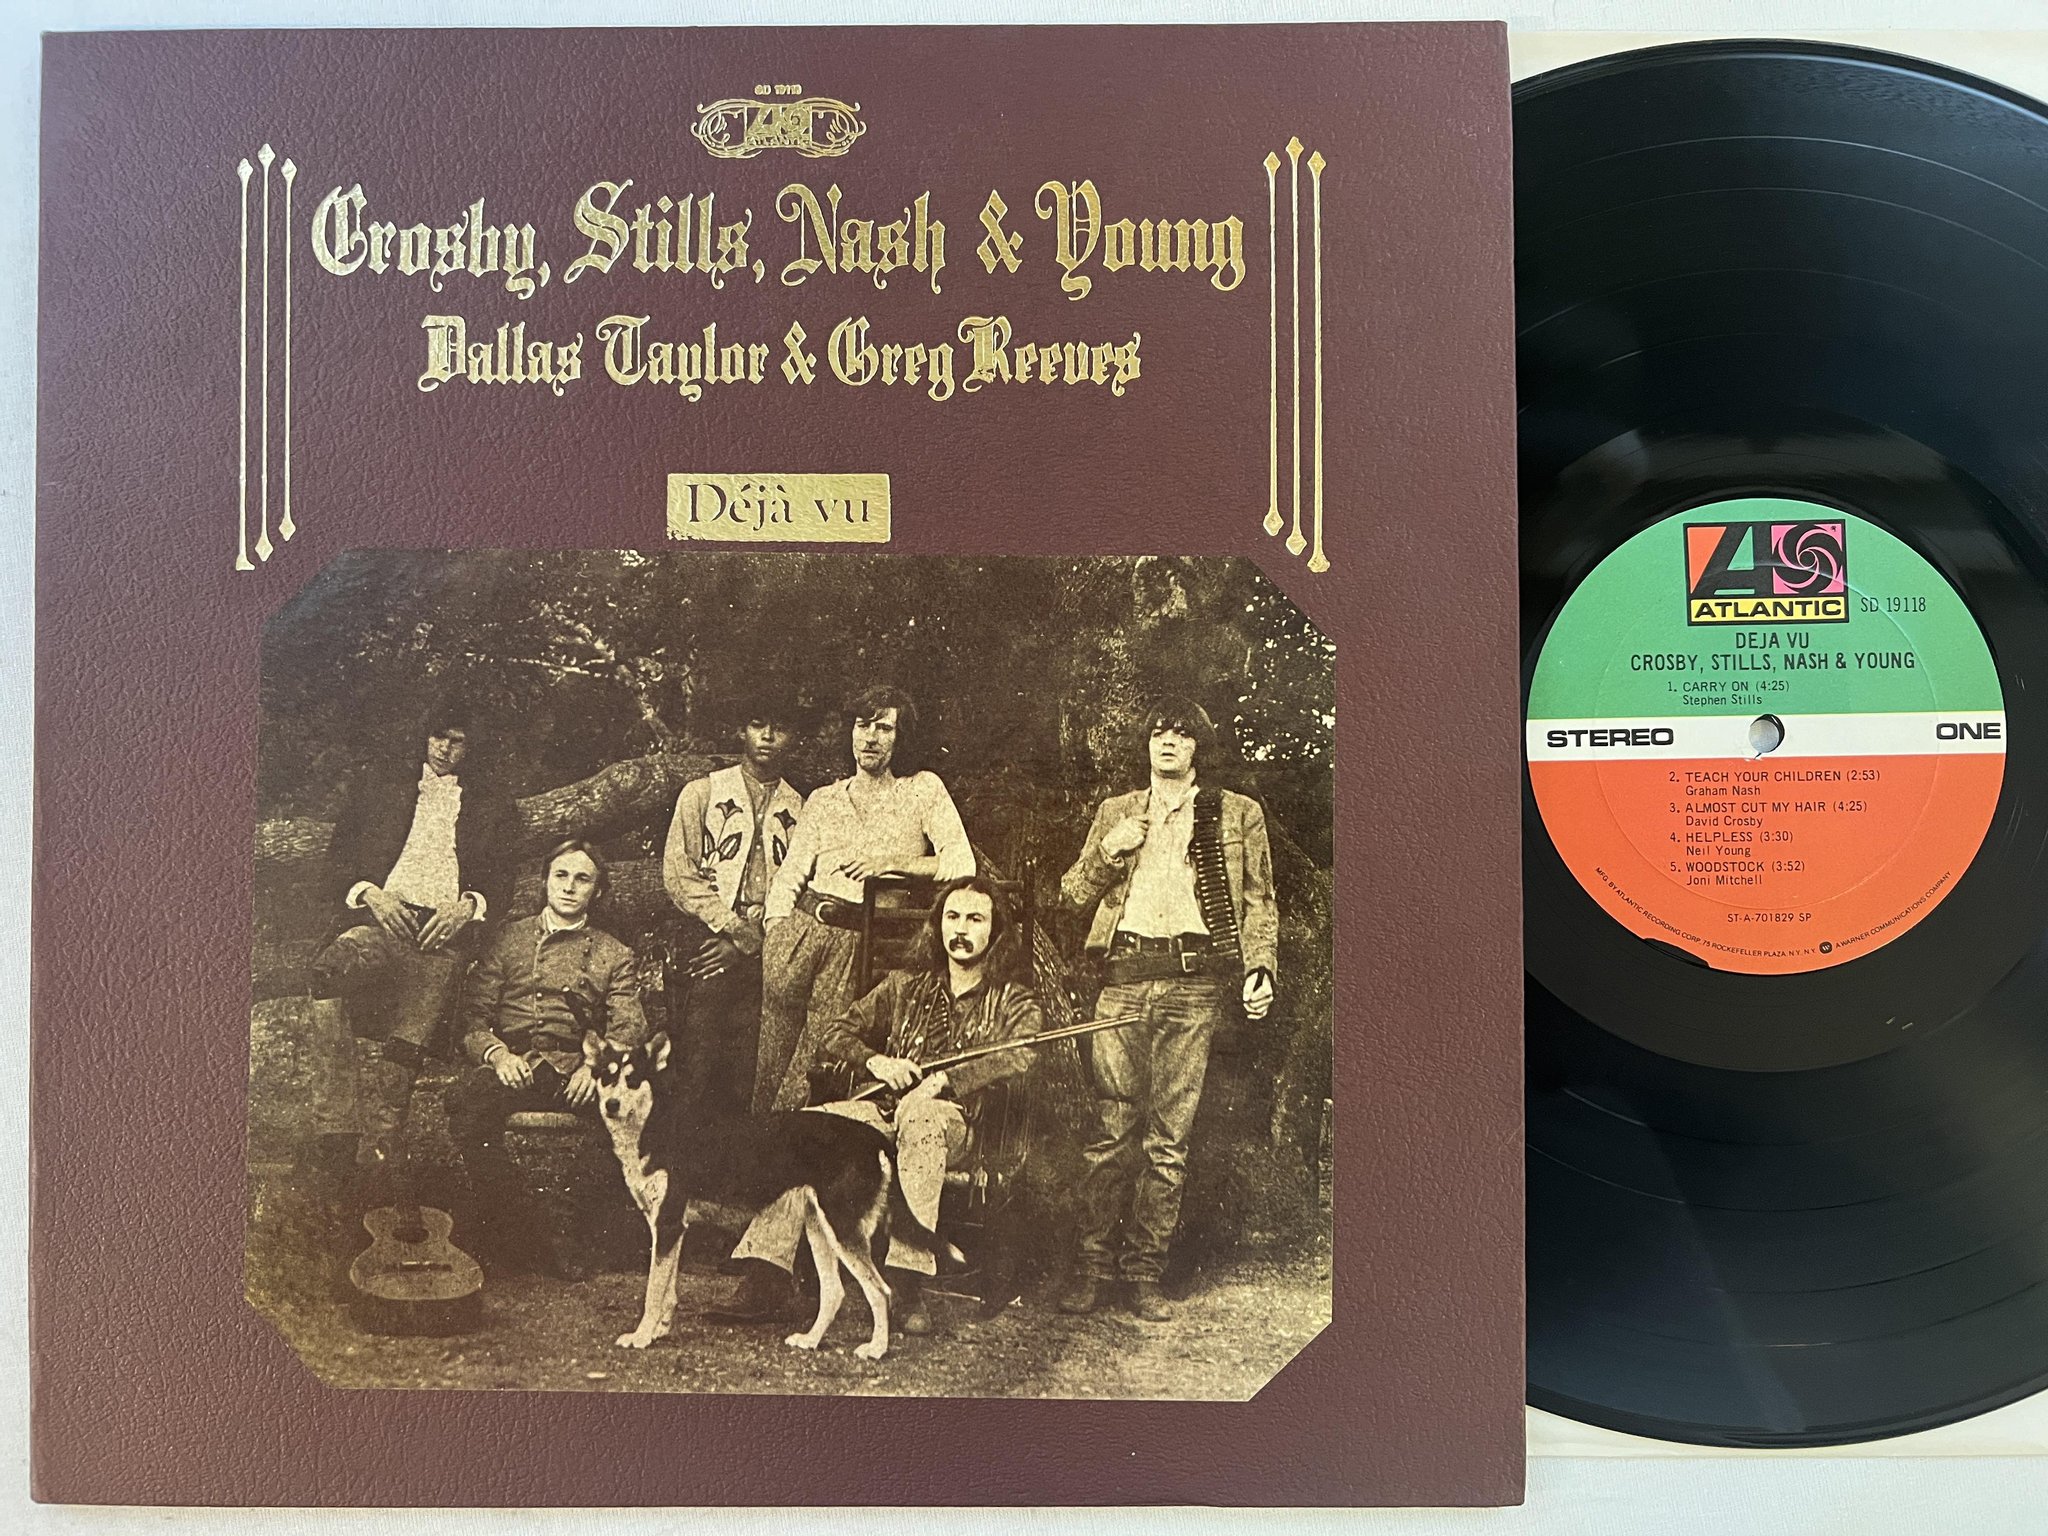 SD 19118
ATLANTIC
Crosby, Stills, Nash & Young
Dallas Taylor & Greg Reeves
Déjà vu
ATLANTIC
SD 19118
DEJA VU
CROSBY, STILLS, NASH & YOUNG
1. CARRY ON (4:25)
Stephen Stills
STEREO
ONE
2. TEACH YOUR CHILDREN (2:53)
Graham Nash
3. ALMOST CUT MY HAIR (4:25)
David Crosby
4. HELPLESS (3:30)
Neil Young
5. WOODSTOCK (3:52)
Joni Mitchell
ST-A-701829 SP
MFG. BY ATLANTIC RECORDING CORP. 75 ROCKEFELLER PLAZA, N.Y. N.Y. W A WARNER COMMUNICATIONS COMPANY